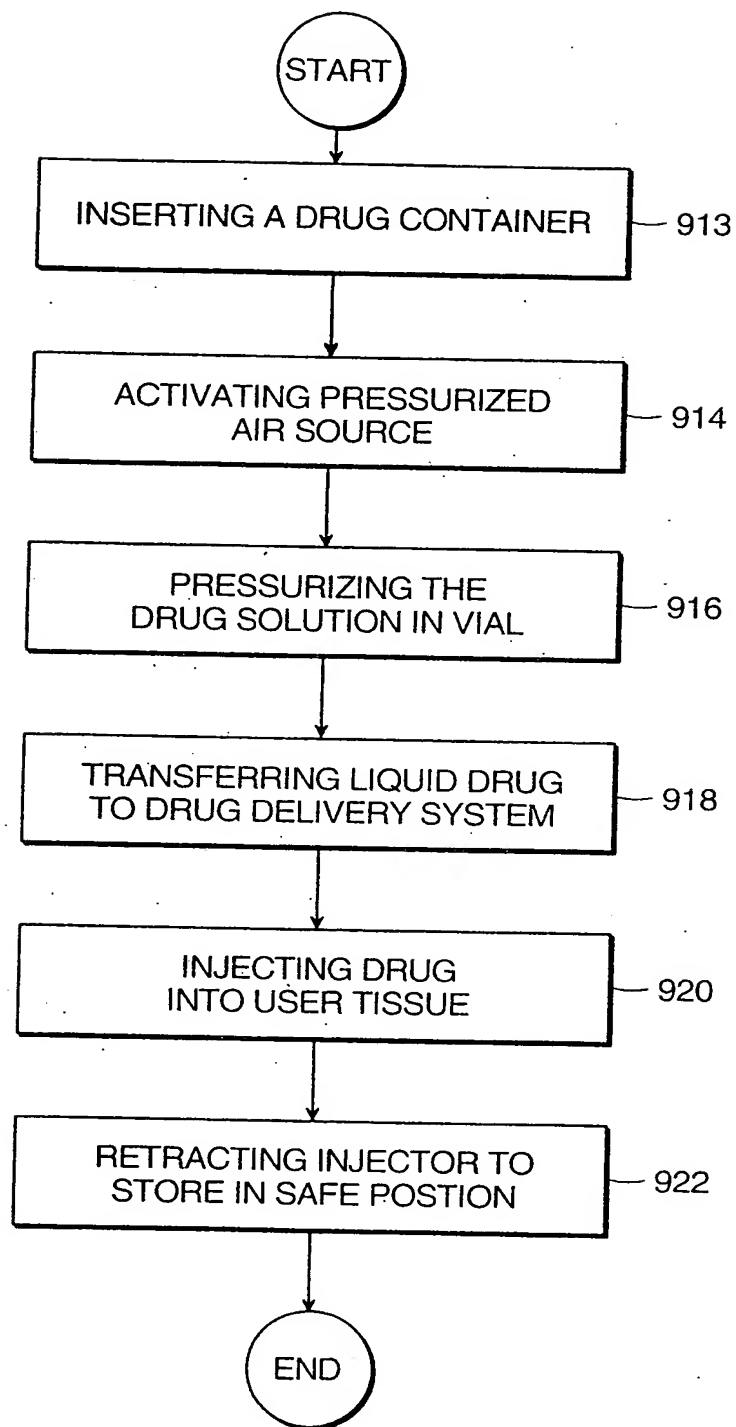 START
INSERTING A DRUG CONTAINER
913
ACTIVATING PRESSURIZED
AIR SOURCE
914
PRESSURIZING THE
DRUG SOLUTION IN VIAL
916
TRANSFERRING LIQUID DRUG
TO DRUG DELIVERY SYSTEM
918
INJECTING DRUG
INTO USER TISSUE
920
RETRACTING INJECTOR TO
STORE IN SAFE POSTION
922
END